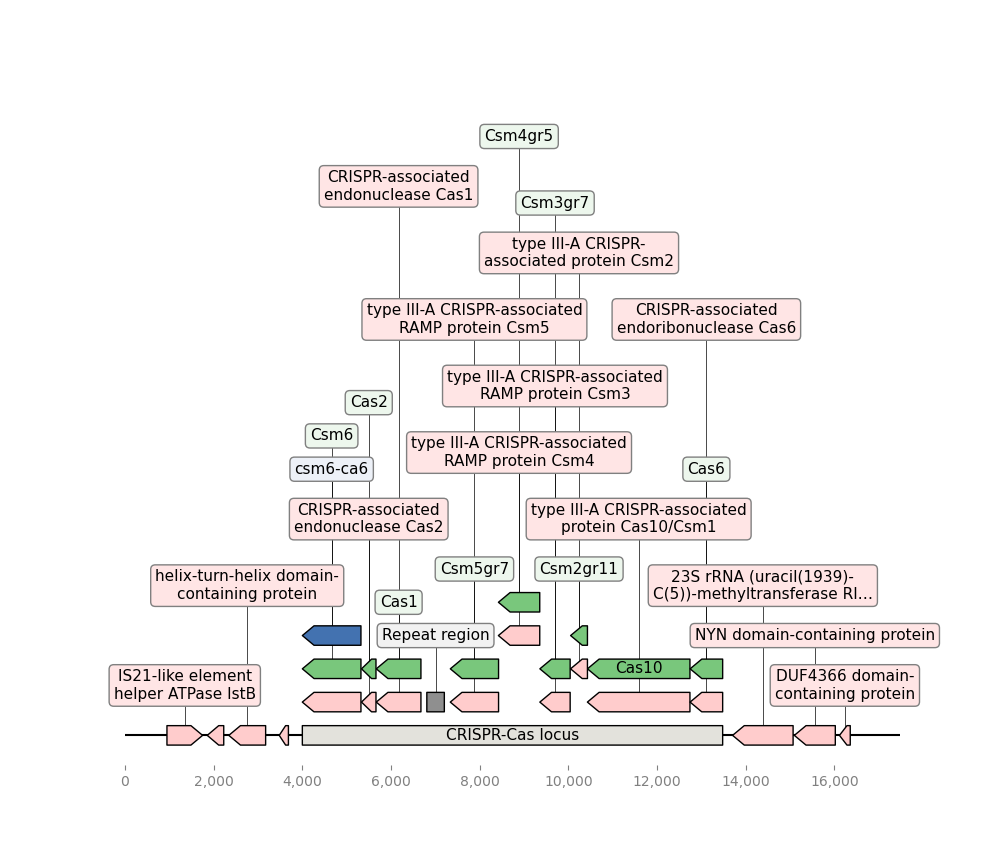 Csm4gr5
CRISPR-associated
endonuclease Cas1
Csm3gr7
type III-A CRISPR-
associated protein Csm2
type III-A CRISPR-associated
RAMP protein Csm5
CRISPR-associated
endoribonuclease Cas6
type III-A CRISPR-associated
RAMP protein Csm3
Cas2
Csm6
type III-A CRISPR-associated
RAMP protein Csm4
csm6-ca6
Cas6
CRISPR-associated
endonuclease Cas2
type III-A CRISPR-associated
protein Cas10/Csm1
Csm5gr7
Csm2gr11
helix-turn-helix domain-
containing protein
23S rRNA (uracil(1939)-
C(5))-methyltransferase Rl...
Cas1
Repeat region
NYN domain-containing protein
Cas10
IS21-like element
helper ATPase IstB
DUF4366 domain-
containing protein
CRISPR-Cas locus
0 2,000 4,000 6,000 8,000 10,000 12,000 14,000 16,000